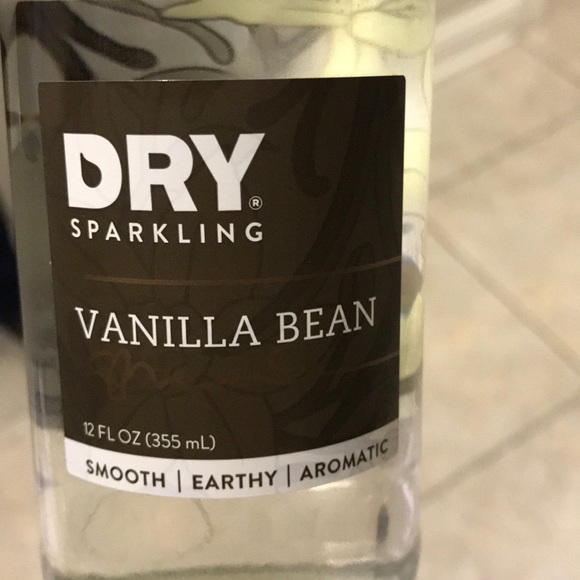 DRY®
SPARKLING
VANILLA BEAN
12 FL OZ (355 mL)
SMOOTH | EARTHY | AROMATIC